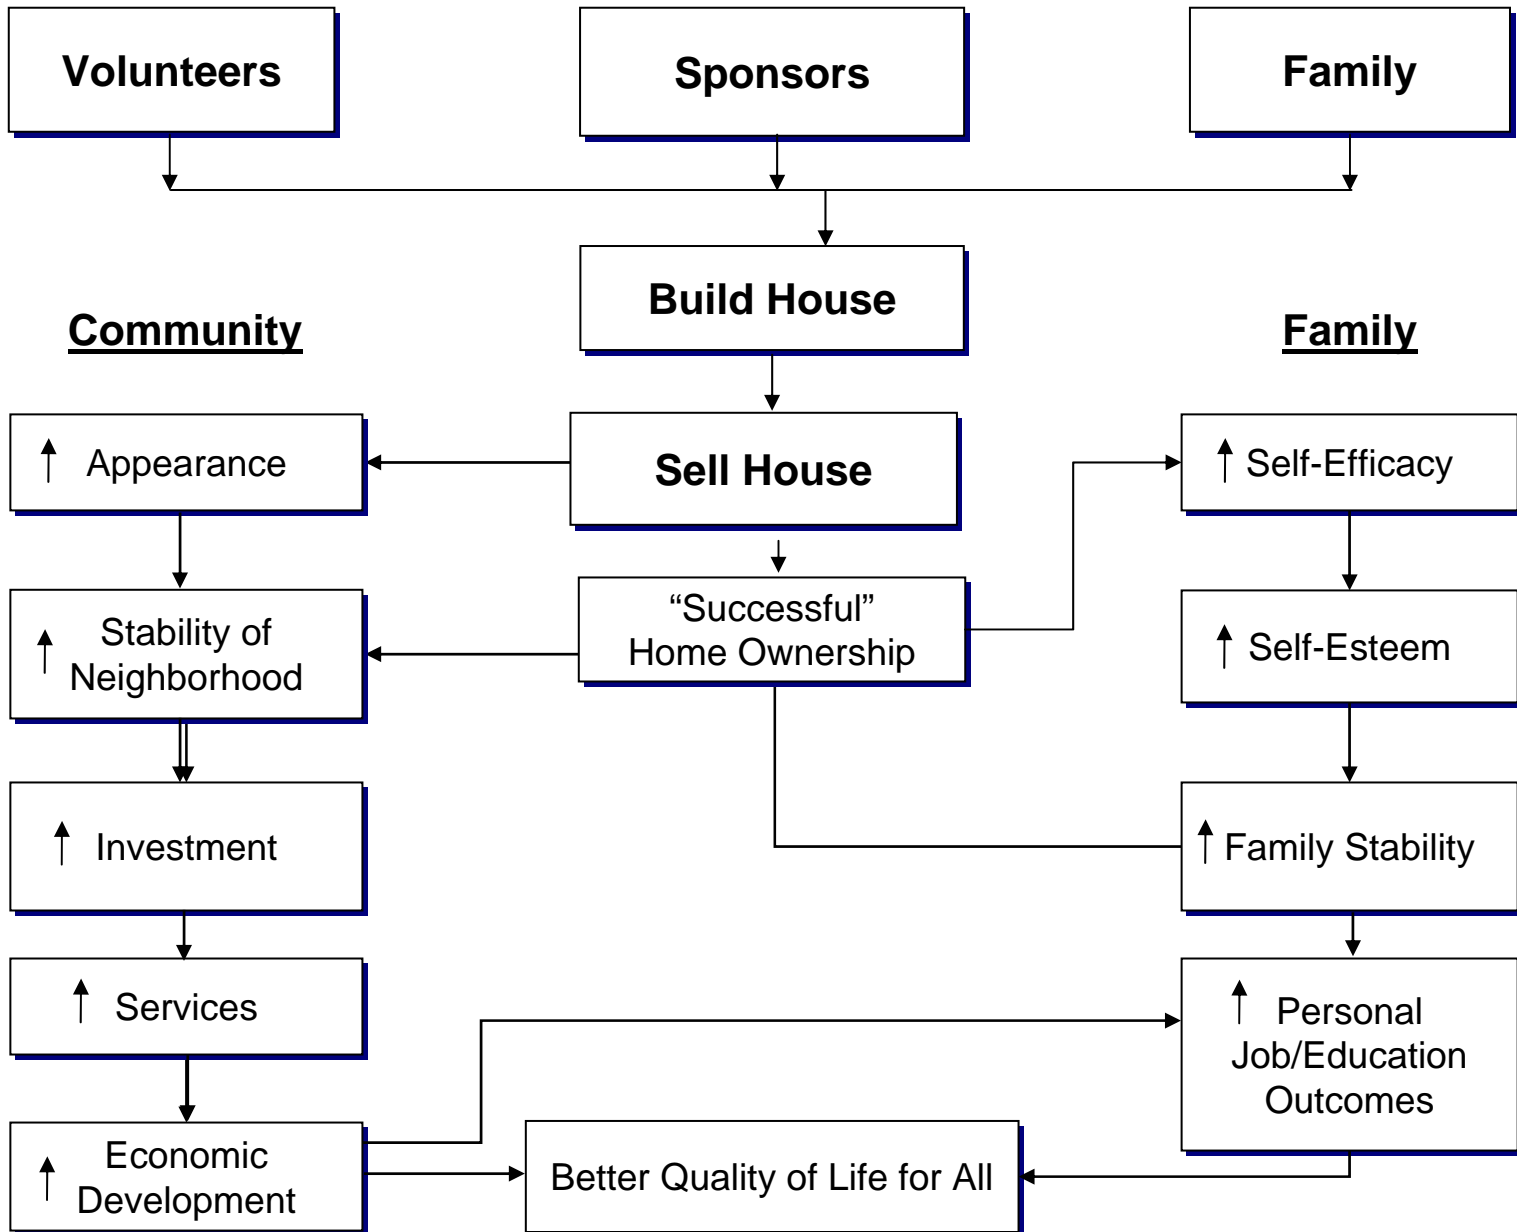 Volunteers
Sponsors
Family
Build House
Community
Family
Appearance
Sell House
Self-Efficacy
Stability of
Neighborhood
“Successful”
Home Ownership
Self-Esteem
Investment
Family Stability
Services
Personal
Job/Education
Outcomes
Economic
Development
Better Quality of Life for All